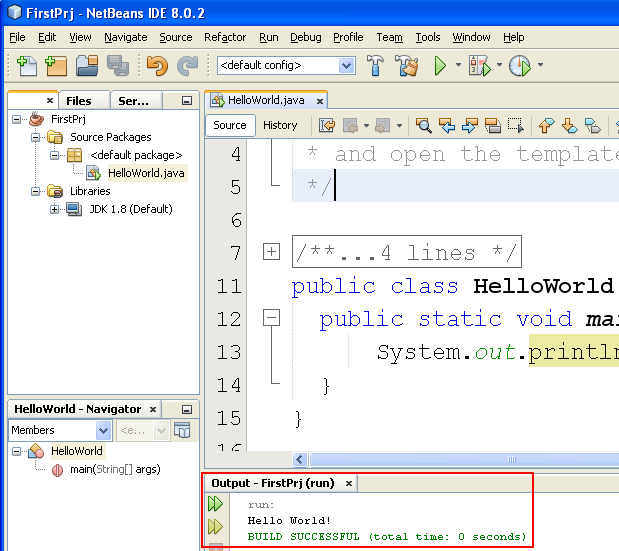 FirstPrj - NetBeans IDE 8.0.2
File Edit View Navigate Source Refactor Run Debug Profile Team Tools Window Help
<default config>
Files Ser...
FirstPrj
Source Packages
<default package>
HelloWorld.java
Libraries
JDK 1.8 (Default)
HelloWorld.java
Source History
4 * and open the template
5 */
6
7 /**...4 lines */
11 public class HelloWorld
12 public static void mai
13 System.out.println
14 }
15 }
16
HelloWorld - Navigator
Members <e...
HelloWorld
main(String[] args)
Output - FirstPrj (run)
run:
Hello World!
BUILD SUCCESSFUL (total time: 0 seconds)